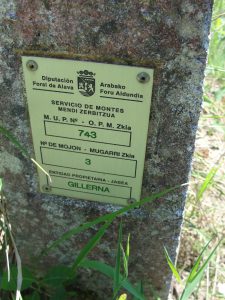 Diputación Foral de Alava
Arabako Foru Aldundia
SERVICIO DE MONTES
MENDI ZERBITZUA
M. U. P. Nº - O. P. M. Zkia
743
Nº DE MOJON - MUGARRI Zkia
3
ENTIDAD PROPIETARIA - JABEA
GILLERNA